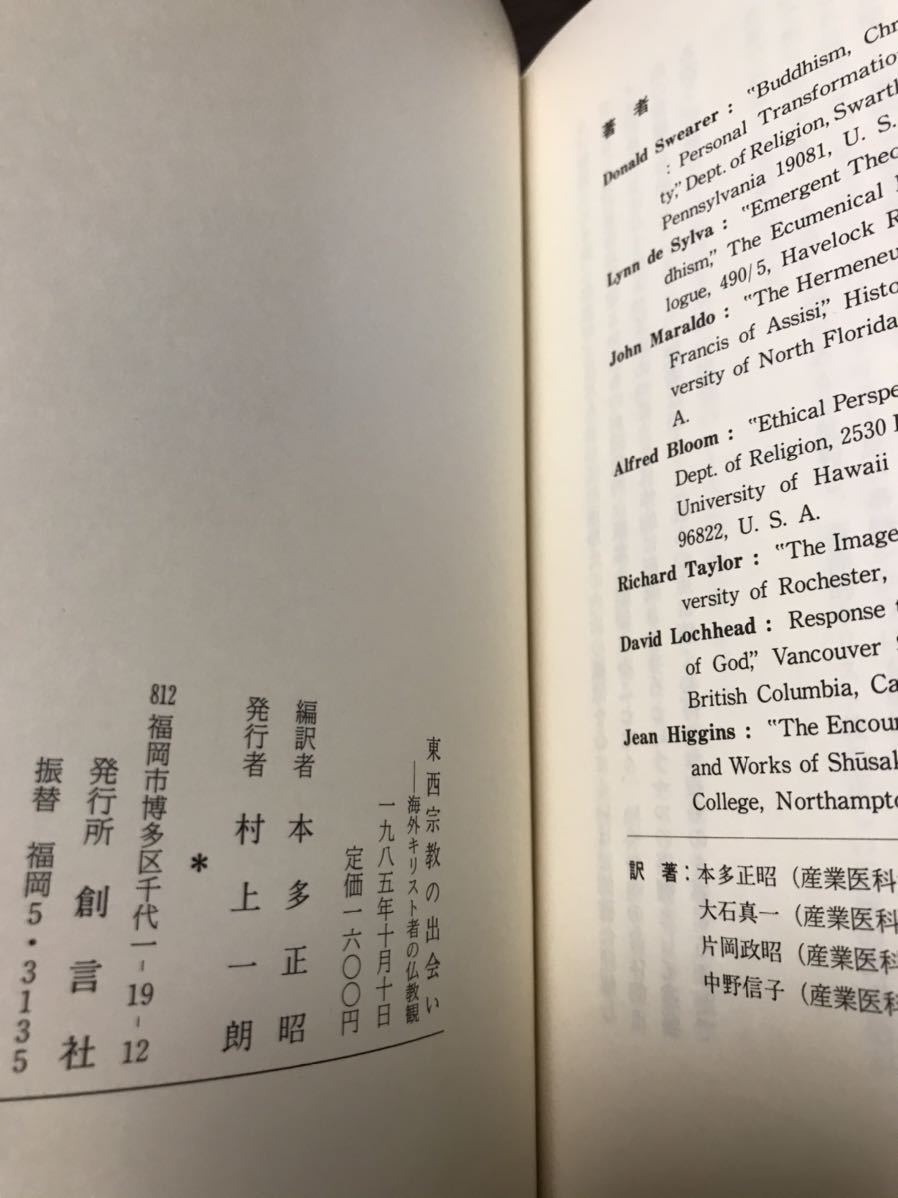 著者
Donald Swearer : "Buddhism, Chr
: Personal Transformatio
ty," Dept. of Religion, Swarth
Pennsylvania 19081, U. S.
Lynn de Sylva : "Emergent Theo
dhism," The Ecumenical
logue, 490/5, Havelock R
John Maraldo : "The Hermeneu
Francis of Assisi," Histo
versity of North Florida
A.
Alfred Bloom : "Ethical Perspe
Dept. of Religion, 2530
University of Hawaii
96822, U. S. A.
Richard Taylor : "The Image
versity of Rochester,
David Lochhead : Response t
of God," Vancouver
British Columbia, Ca
Jean Higgins : "The Encoun
and Works of Shūsak
College, Northampto
訳著:本多正昭(産業医科
大石真一(産業医科
片岡政昭(産業医科
中野信子(産業医科
東西宗教の出会い
──海外キリスト者の仏教観
一九八五年十月十日
定価一六〇〇円
編訳者 本多正昭
発行者 村上一朗
*
812 福岡市博多区千代一-19-12
発行所 創言社
振替 福岡5・3135